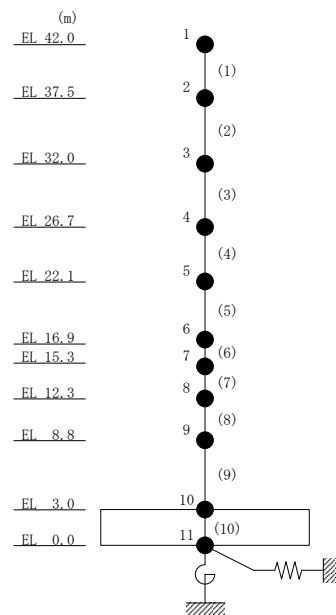 (m)
EL 42.0 1
(1)
EL 37.5 2
(2)
EL 32.0 3
(3)
EL 26.7 4
(4)
EL 22.1 5
(5)
EL 16.9 6
(6)
EL 15.3 7
(7)
EL 12.3 8
(8)
EL 8.8 9
(9)
EL 3.0 10
(10)
EL 0.0 11